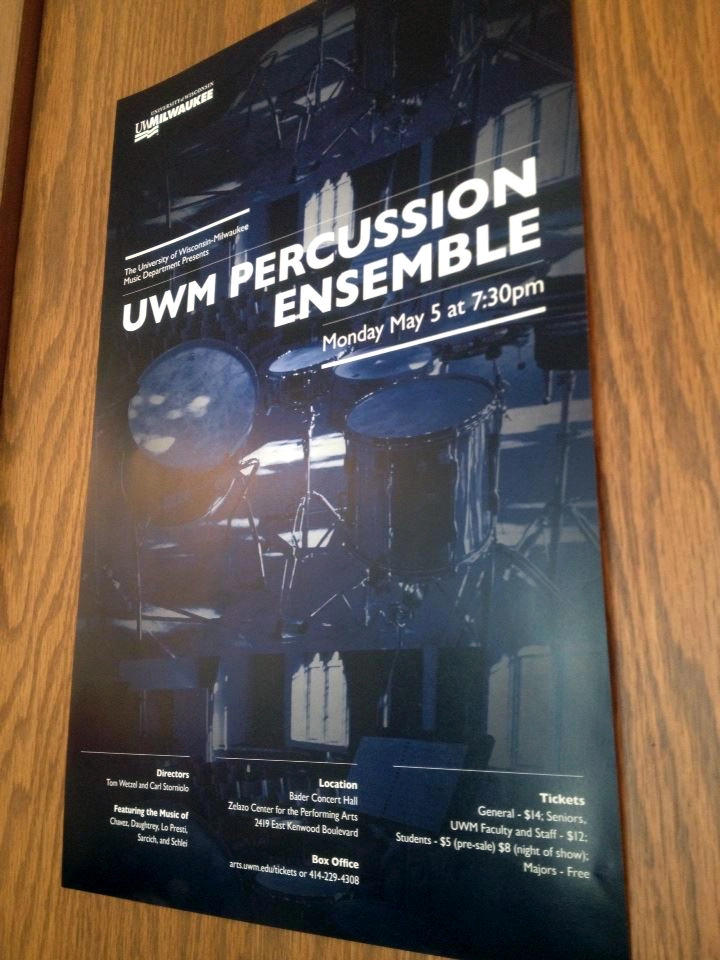 UNIVERSITY of WISCONSIN
UWMILWAUKEE
The University of Wisconsin-Milwaukee
Music Department Presents
UWM PERCUSSION
ENSEMBLE
Monday May 5 at 7:30pm
Directors
Tom Wetzel and Carl Storniolo
Featuring the Music of
Chavez, Daughtrey, Lo Presti,
Sarcich, and Schlei
Location
Bader Concert Hall
Zelazo Center for the Performing Arts
2419 East Kenwood Boulevard
Box Office
arts.uwm.edu/tickets or 414-229-4308
Tickets
General - $14; Seniors,
UWM Faculty and Staff - $12;
Students - $5 (pre-sale) $8 (night of show);
Majors - Free